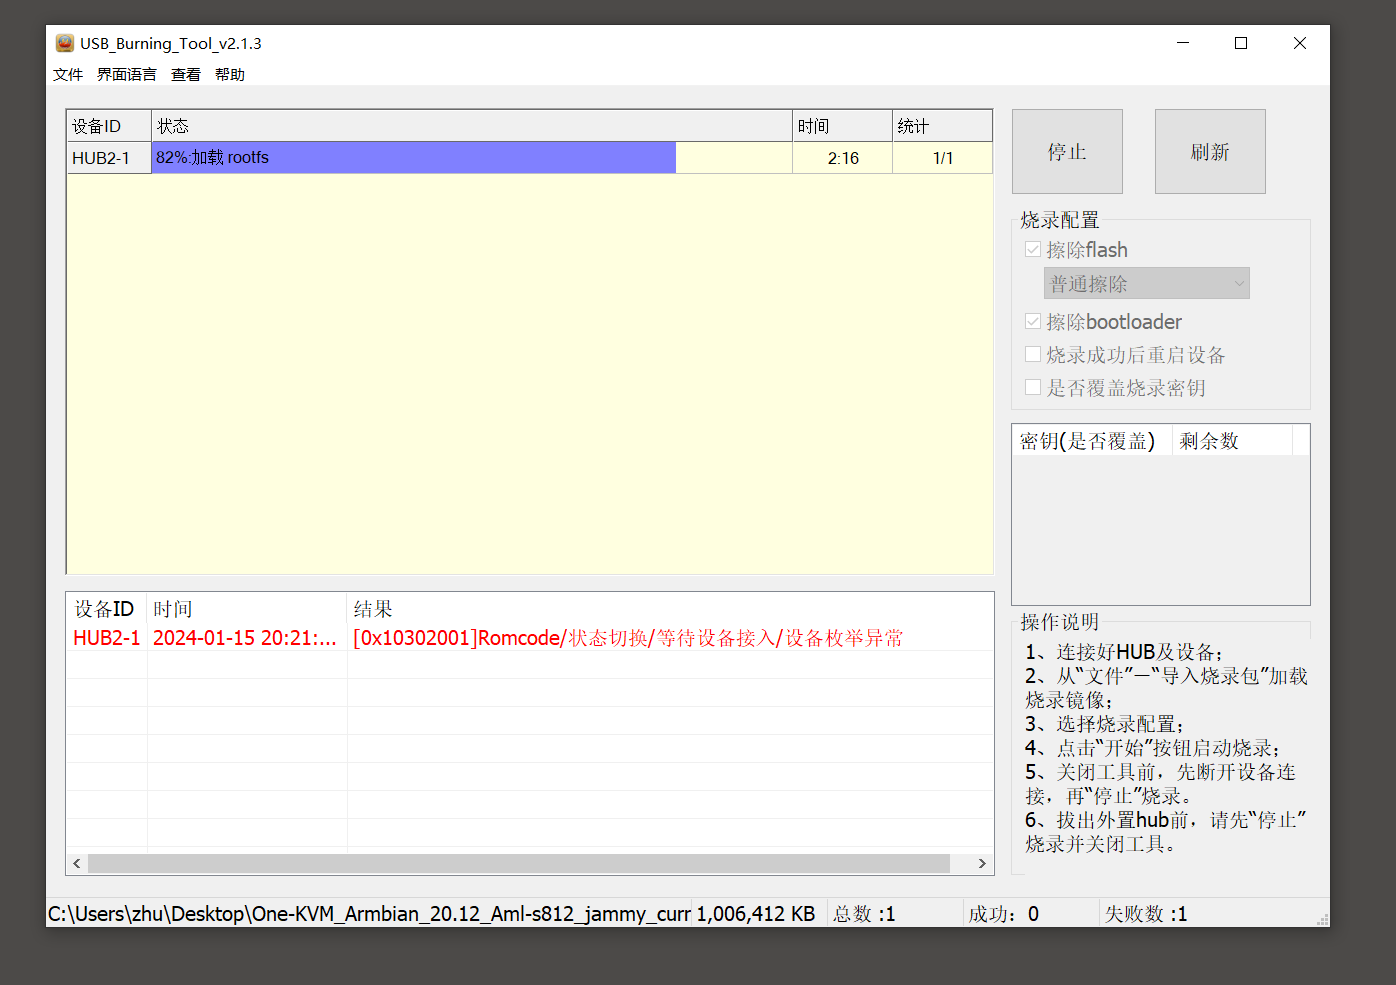 USB_Burning_Tool_v2.1.3
文件 界面语言 查看 帮助
设备ID 状态 时间 统计
HUB2-1 82%:加载 rootfs 2:16 1/1
停止 刷新
烧录配置
擦除flash
普通擦除
擦除bootloader
烧录成功后重启设备
是否覆盖烧录密钥
密钥(是否覆盖) 剩余数
设备ID 时间 结果
HUB2-1 2024-01-15 20:21:... [0x10302001]Romcode/状态切换/等待设备接入/设备枚举异常
操作说明
1、连接好HUB及设备；
2、从“文件”—“导入烧录包”加载
烧录镜像；
3、选择烧录配置；
4、点击“开始”按钮启动烧录；
5、关闭工具前，先断开设备连
接，再“停止”烧录。
6、拔出外置hub前，请先“停止”
烧录并关闭工具。
C:\Users\zhu\Desktop\One-KVM_Armbian_20.12_Aml-s812_jammy_curr 1,006,412 KB 总数 :1 成功：0 失败数 :1